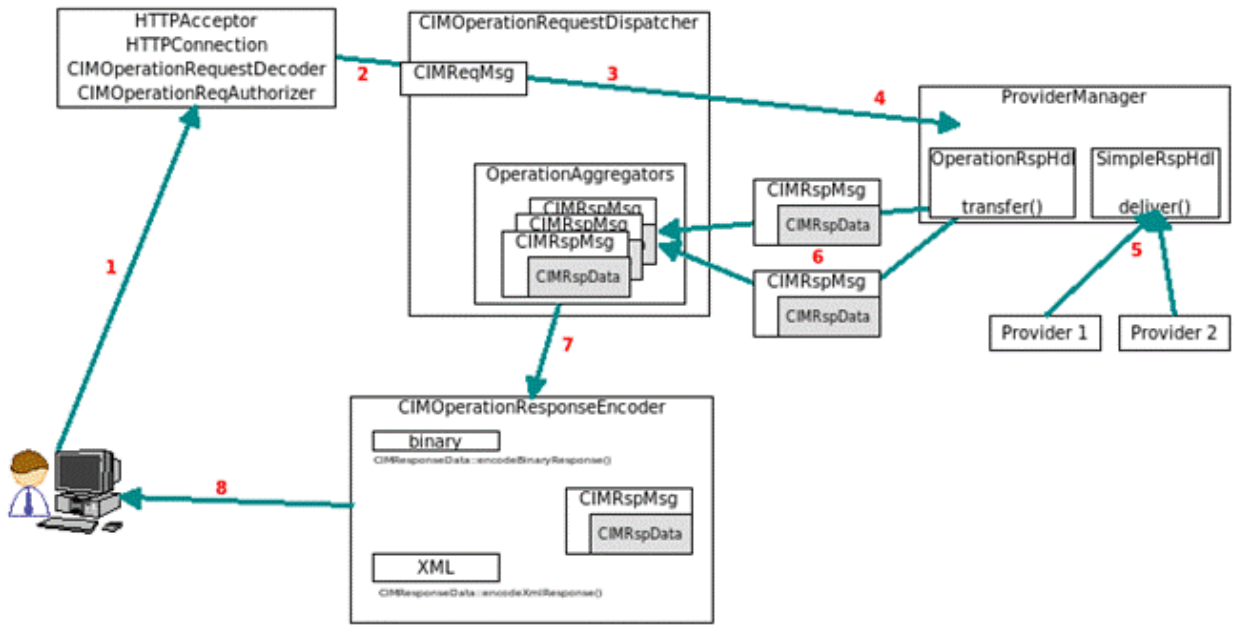 HTTPAcceptor
HTTPConnection
CIMOperationRequestDecoder
CIMOperationReqAuthorizer
2
CIMOperationRequestDispatcher
CIMReqMsg
3
4
ProviderManager
OperationRspHdl
transfer()
SimpleRspHdl
deliver()
OperationAggregators
CIMRspMsg
CIMRspMsg
CIMRspMsg
CIMRspData
CIMRspMsg
CIMRspData
6
CIMRspMsg
CIMRspData
5
Provider 1
Provider 2
1
7
CIMOperationResponseEncoder
binary
CIMResponseData::encodeBinaryResponse()
CIMRspMsg
CIMRspData
XML
CIMResponseData::encodeXmlResponse()
8